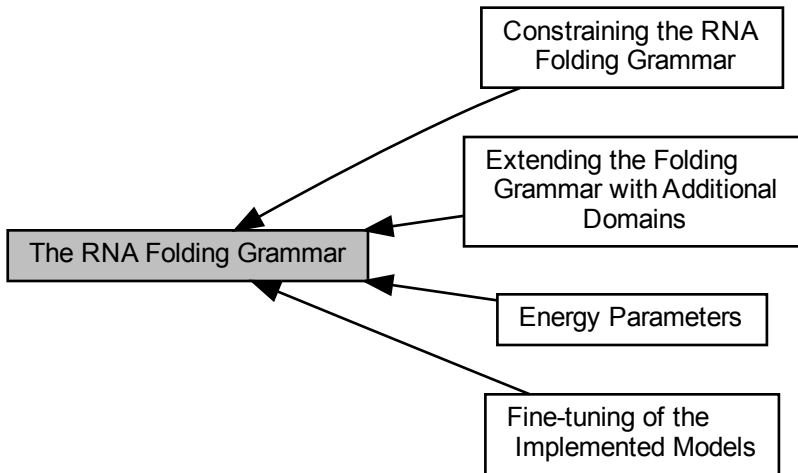 Constraining the RNA
Folding Grammar
Extending the Folding
Grammar with Additional
Domains
The RNA Folding Grammar
Energy Parameters
Fine-tuning of the
Implemented Models